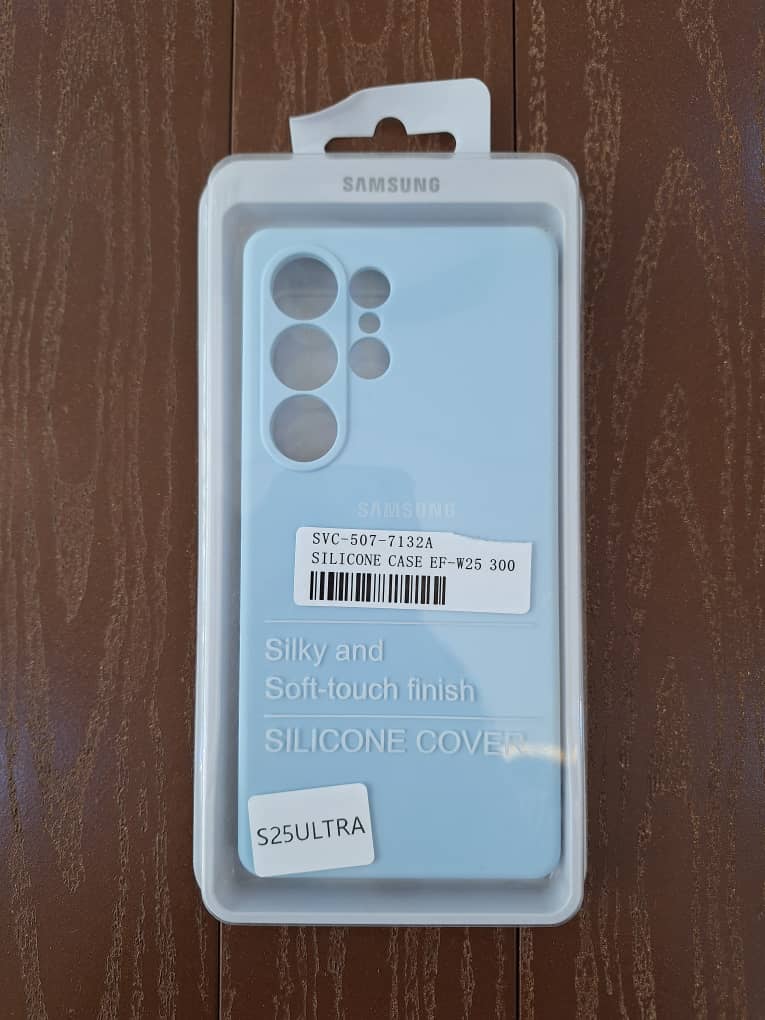 SAMSUNG
SAMSUNG
SVC-507-7132A
SILICONE CASE EF-W25 300
Silky and
Soft-touch finish
SILICONE COVER
S25ULTRA